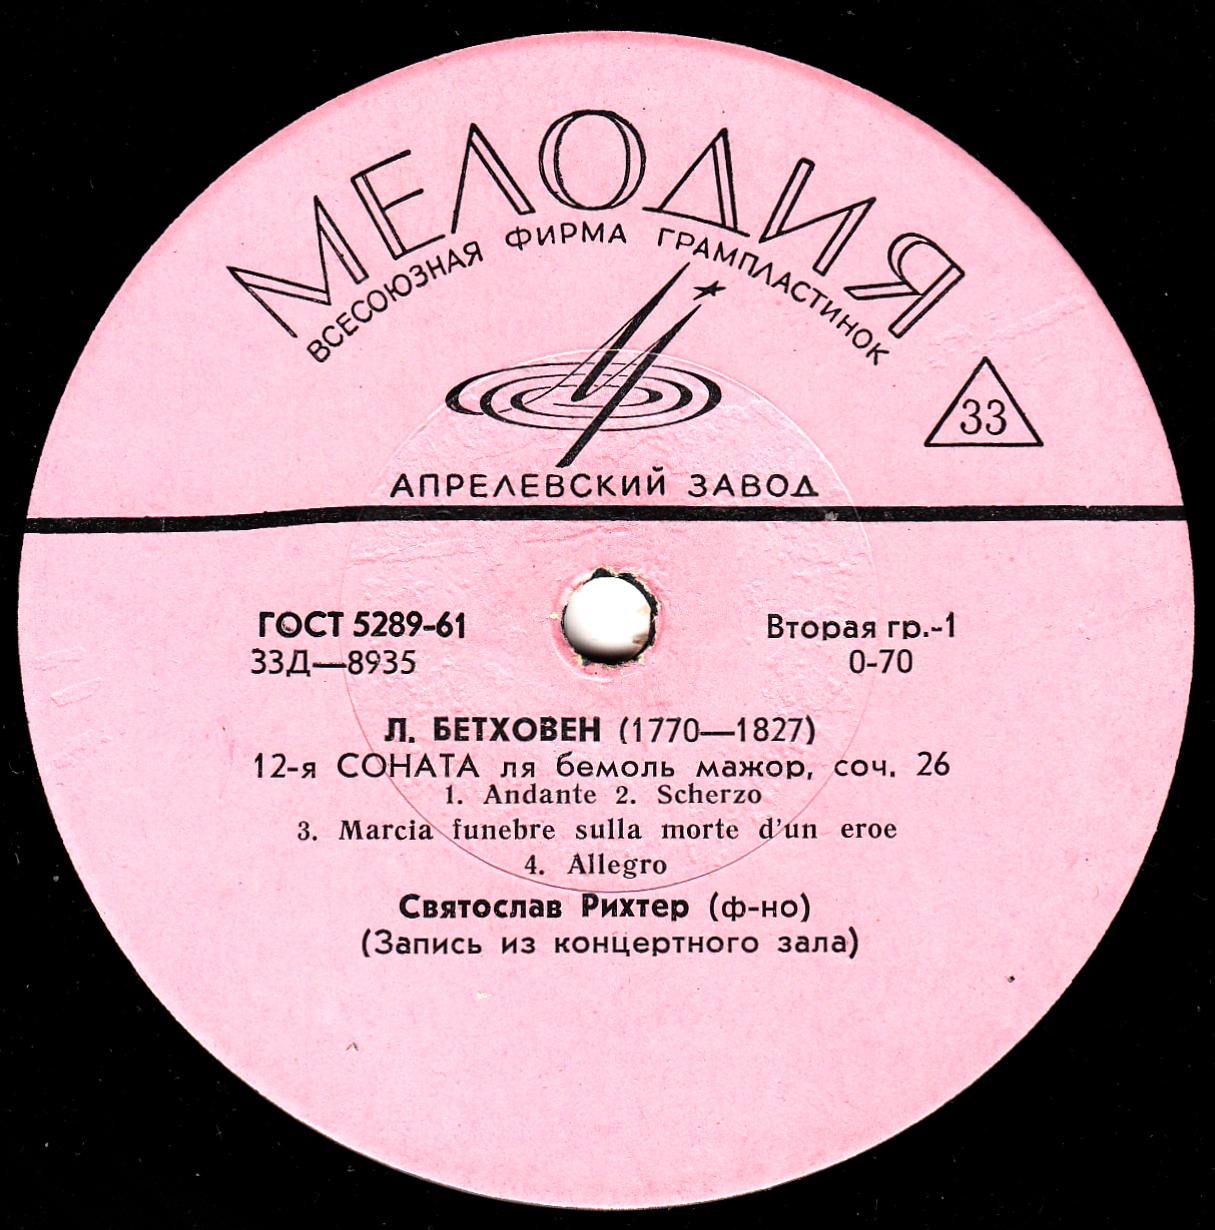 МЕЛОДИЯ
ВСЕСОЮЗНАЯ ФИРМА ГРАМПЛАСТИНОК
33
АПРЕЛЕВСКИЙ ЗАВОД
ГОСТ 5289-61
Вторая гр.-1
33Д—8935
0-70
Л. БЕТХОВЕН (1770—1827)
12-я СОНАТА ля бемоль мажор, соч. 26
1. Andante 2. Scherzo
3. Marcia funebre sulla morte d'un eroe
4. Allegro
Святослав Рихтер (ф-но)
(Запись из концертного зала)